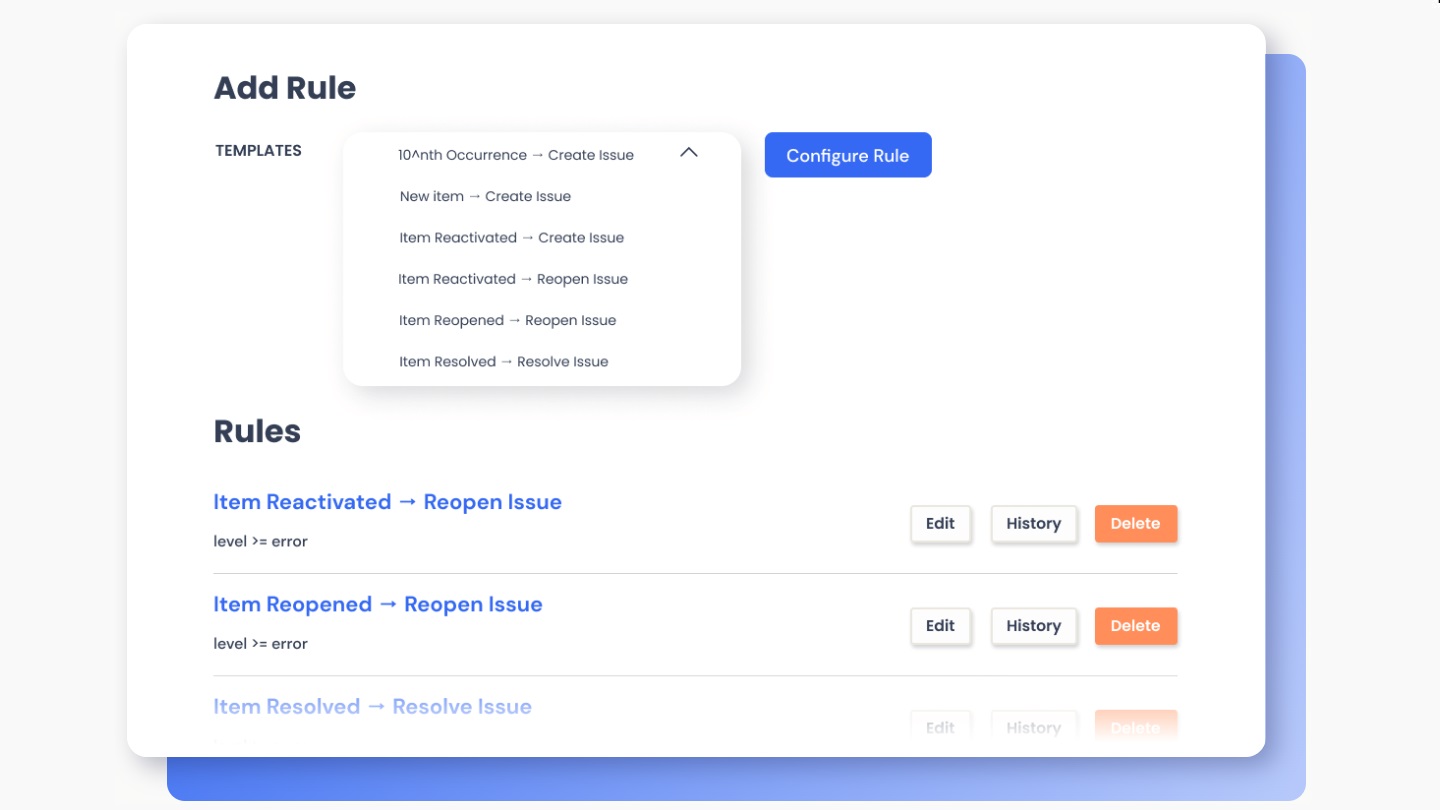 Add Rule
TEMPLATES
10^nth Occurrence → Create Issue
Configure Rule
New item → Create Issue
Item Reactivated → Create Issue
Item Reactivated → Reopen Issue
Item Reopened → Reopen Issue
Item Resolved → Resolve Issue
Rules
Item Reactivated → Reopen Issue
level >= error
Edit History Delete
Item Reopened → Reopen Issue
level >= error
Edit History Delete
Item Resolved → Resolve Issue
Edit History Delete